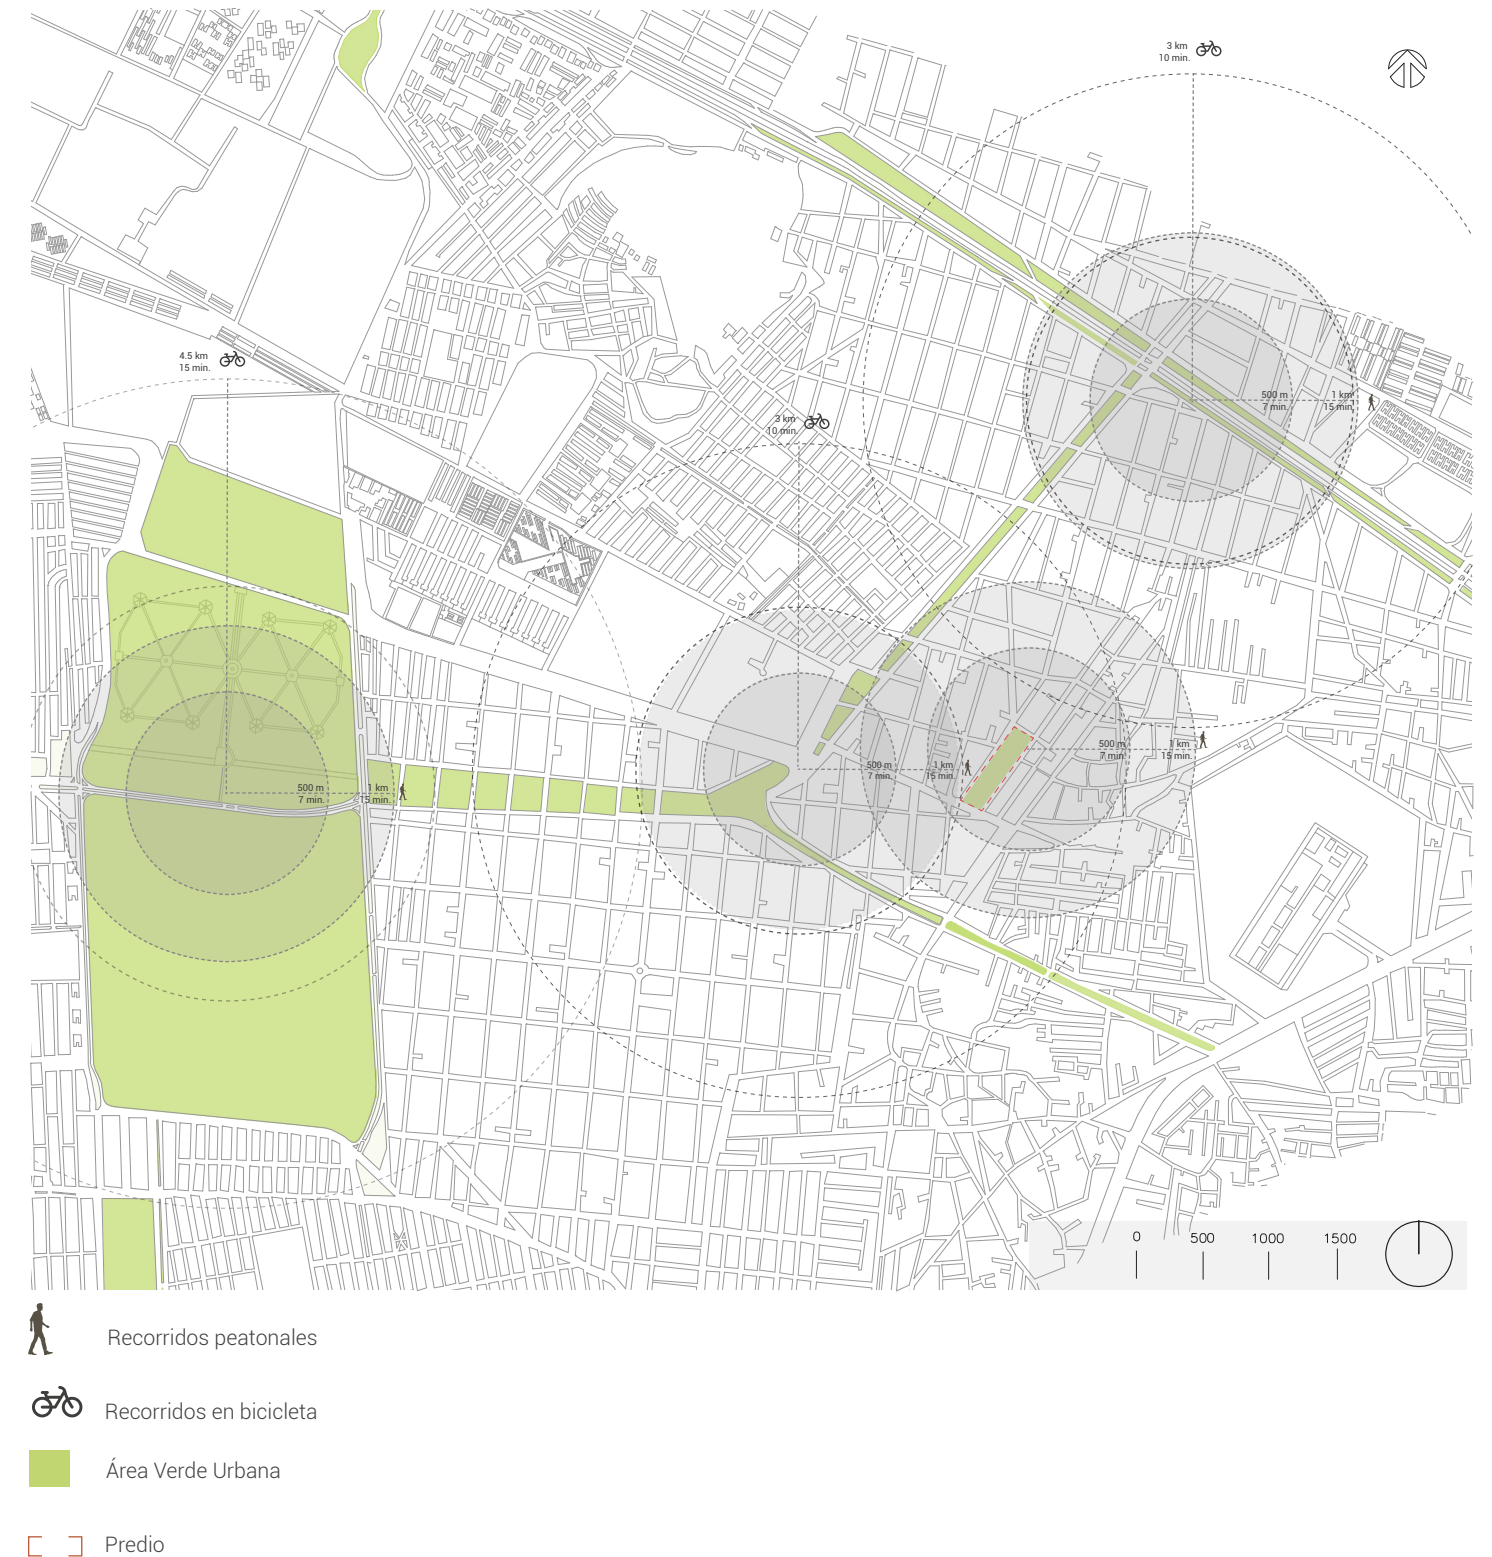 3 km
10 min.
4.5 km
15 min.
3 km
10 min.
500 m
7 min.
1 km
15 min.
500 m
7 min.
1 km
15 min.
500 m
7 min.
1 km
15 min.
500 m
7 min.
1 km
15 min.
0 500 1000 1500
Recorridos peatonales
Recorridos en bicicleta
Área Verde Urbana
Predio